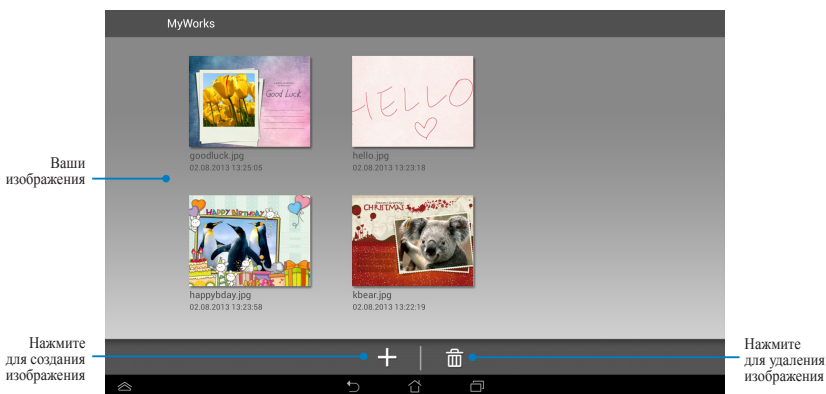 MyWorks
Good Luck
HELLO
goodluck.jpg
02.08.2013 13:25:05
hello.jpg
02.08.2013 13:23:18
Ваши
изображения
HAPPY BIRTHDAY
CHRISTMAS
happybday.jpg
02.08.2013 13:23:58
kbear.jpg
02.08.2013 13:22:19
Нажмите
для создания
изображения
Нажмите
для удаления
изображения